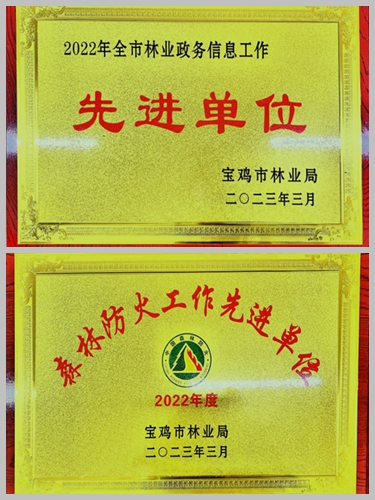 2022年全市林业政务信息工作
先进单位
宝鸡市林业局
二〇二三年三月
森林防火工作先进单位
2022年度
宝鸡市林业局
二〇二三年三月